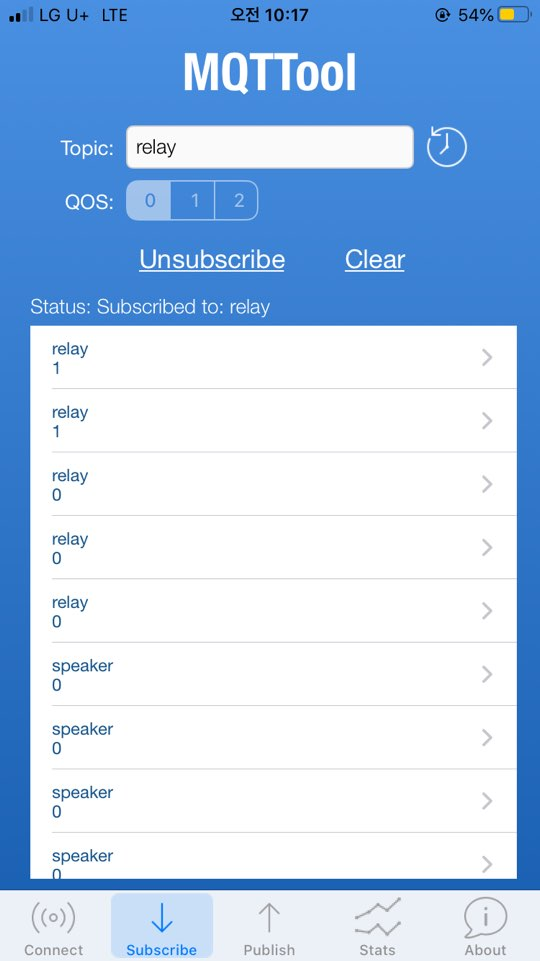 LG U+ LTE 오전 10:17 54%
MQTTool
Topic: relay
QOS: 0 1 2
Unsubscribe Clear
Status: Subscribed to: relay
relay
1
relay
1
relay
0
relay
0
relay
0
speaker
0
speaker
0
speaker
0
speaker
0
Connect Subscribe Publish Stats About